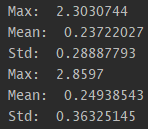 Max:  2.3030744
Mean:  0.23722027
Std:  0.28887793
Max:  2.8597
Mean:  0.24938543
Std:  0.36325145